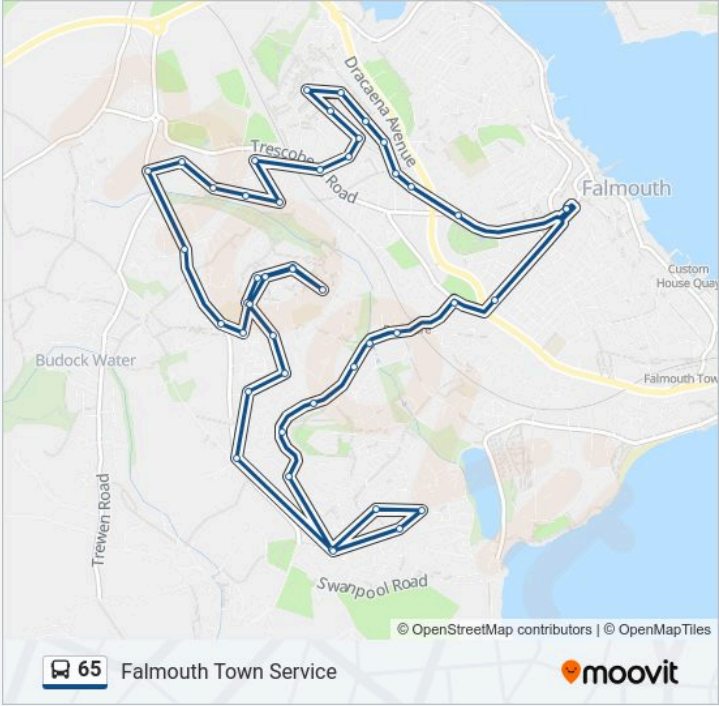 Dracaena Avenue
Trescobe
Road
Falmouth
Custom
House Quay
Budock Water
Falmouth Tow
Trewen Road
Swanpool Road
© OpenStreetMap contributors | © OpenMapTiles
65 Falmouth Town Service
moovit